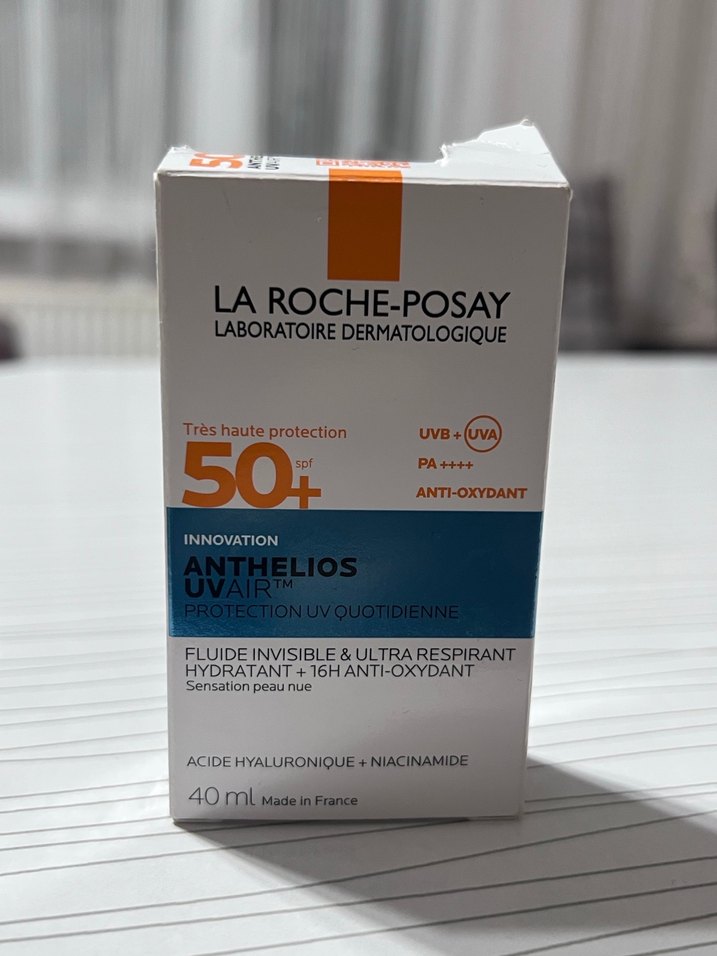 50
LA ROCHE-POSAY
LABORATOIRE DERMATOLOGIQUE
Très haute protection
50+ spf
UVB + UVA
PA ++++
ANTI-OXYDANT
INNOVATION
ANTHELIOS
UVAIR™
PROTECTION UV QUOTIDIENNE
FLUIDE INVISIBLE & ULTRA RESPIRANT
HYDRATANT + 16H ANTI-OXYDANT
Sensation peau nue
ACIDE HYALURONIQUE + NIACINAMIDE
40 ml Made in France